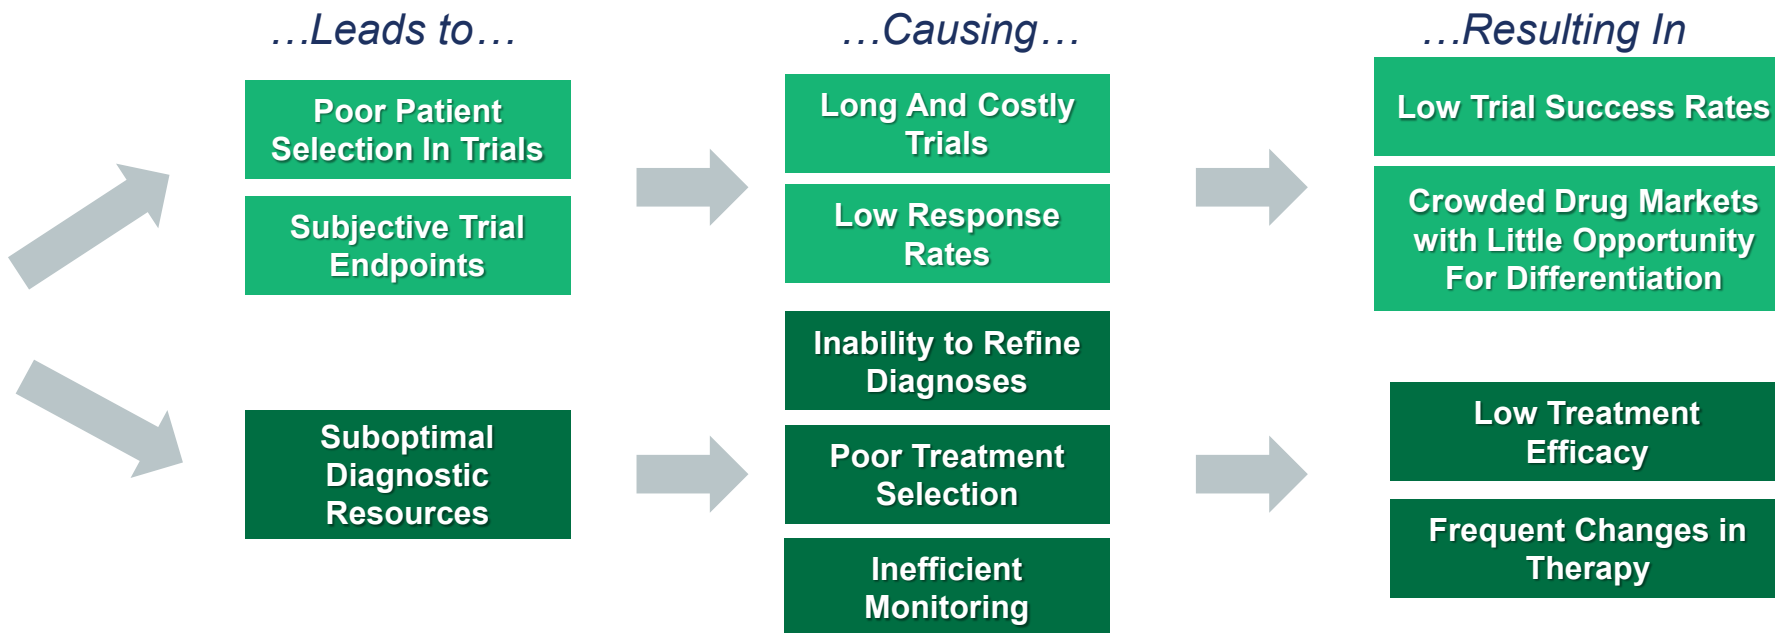 …Leads to…
…Causing…
…Resulting In
Poor Patient
Selection In Trials
Subjective Trial
Endpoints
Long And Costly
Trials
Low Response
Rates
Low Trial Success Rates
Crowded Drug Markets
with Little Opportunity
For Differentiation
Suboptimal
Diagnostic
Resources
Inability to Refine
Diagnoses
Poor Treatment
Selection
Inefficient
Monitoring
Low Treatment
Efficacy
Frequent Changes in
Therapy